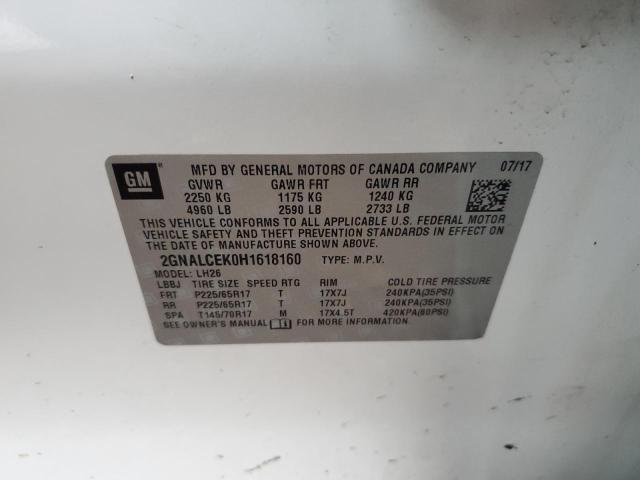 GM
MFD BY GENERAL MOTORS OF CANADA COMPANY 07/17
GVWR GAWR FRT GAWR RR
2250 KG 1175 KG 1240 KG
4960 LB 2590 LB 2733 LB
THIS VEHICLE CONFORMS TO ALL APPLICABLE U.S. FEDERAL MOTOR
VEHICLE SAFETY AND THEFT PREVENTION STANDARDS IN EFFECT ON
THE DATE OF MANUFACTURE SHOWN ABOVE.
2GNALCEK0H1618160 TYPE: M.P.V.
MODEL: LH26
LBBJ TIRE SIZE SPEED RTG RIM COLD TIRE PRESSURE
FRT P225/65R17 T 17X7J 240KPA(35PSI)
RR P225/65R17 T 17X7J 240KPA(35PSI)
SPA T145/70R17 M 17X4.5T 420KPA(60PSI)
SEE OWNER'S MANUAL FOR MORE INFORMATION.